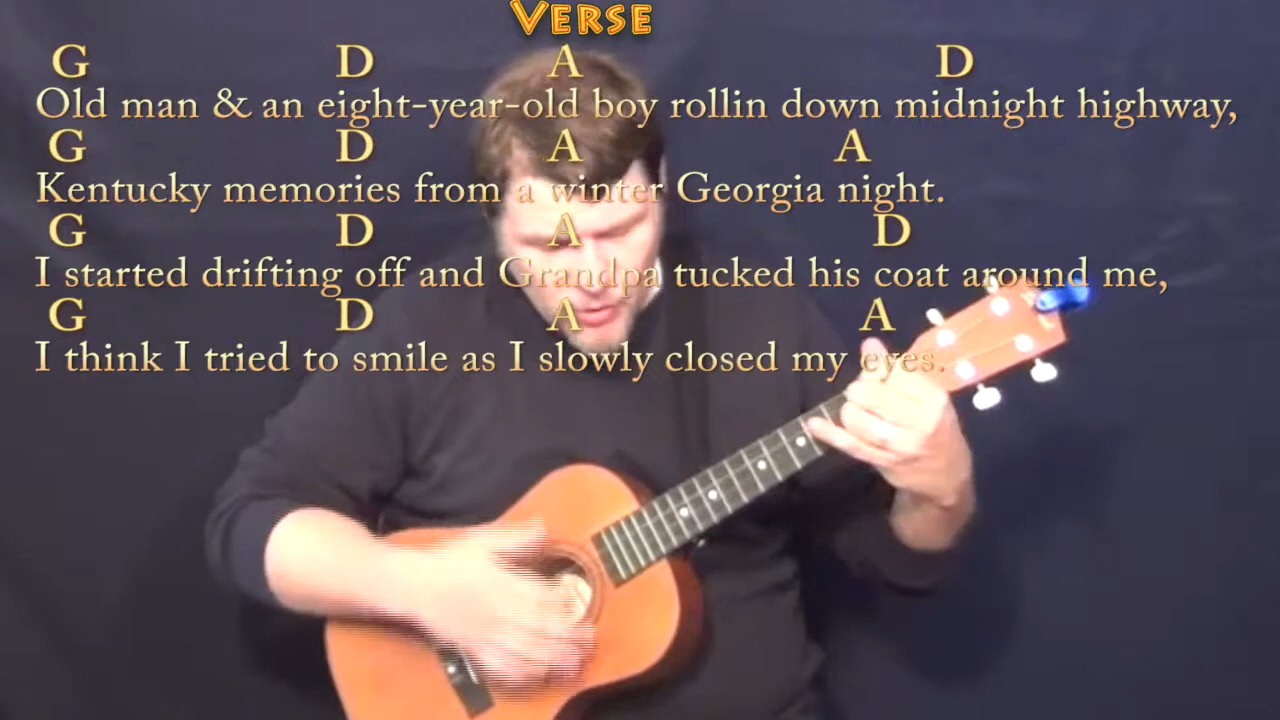 VERSE
G D A D
Old man & an eight-year-old boy rollin down midnight highway,
G D A A
Kentucky memories from a winter Georgia night.
G D A D
I started drifting off and Grandpa tucked his coat around me,
G D A A
I think I tried to smile as I slowly closed my eyes.